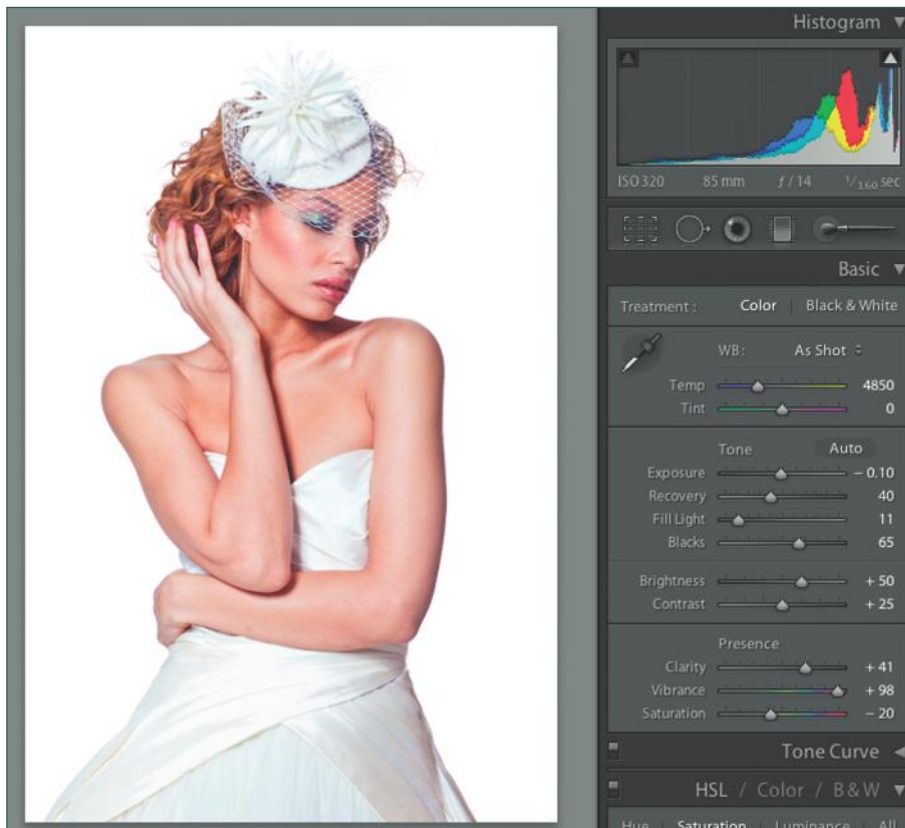 Histogram
ISO 320 85 mm ƒ / 14 1/160 sec
Basic
Treatment : Color Black & White
WB: As Shot
Temp 4850
Tint 0
Tone Auto
Exposure – 0.10
Recovery 40
Fill Light 11
Blacks 65
Brightness + 50
Contrast + 25
Presence
Clarity + 41
Vibrance + 98
Saturation – 20
Tone Curve
HSL / Color / B & W
Hue Saturation Luminance All